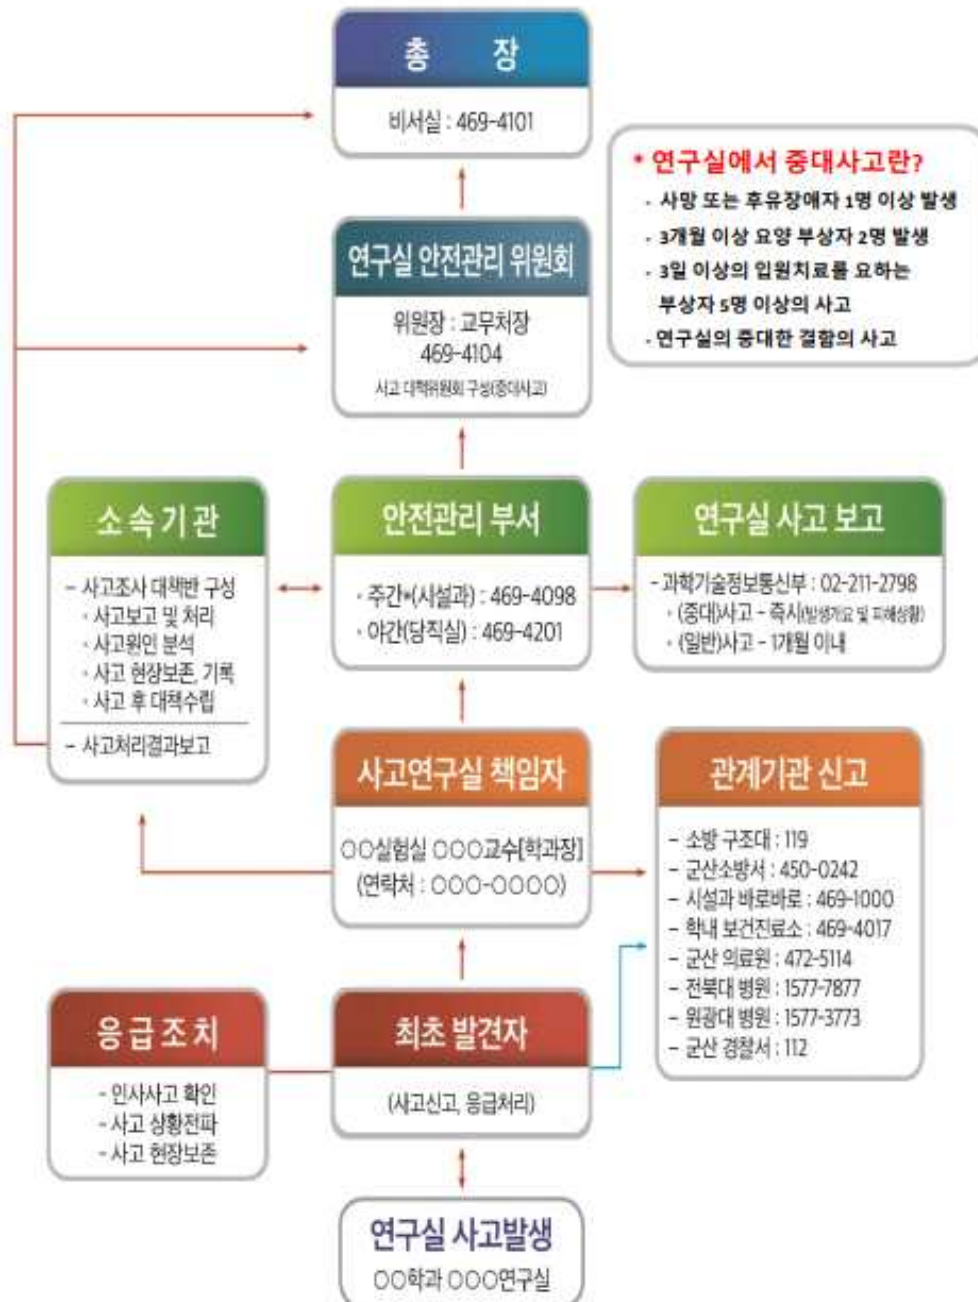 총 장
비서실 : 469-4101
* 연구실에서 중대사고란?
- 사망 또는 후유장애자 1명 이상 발생
- 3개월 이상 요양 부상자 2명 발생
- 3일 이상의 입원치료를 요하는
부상자 5명 이상의 사고
- 연구실의 중대한 결함의 사고
연구실 안전관리 위원회
위원장 : 교무처장
469-4104
사고 대책위원회 구성(중대사고)
소 속 기 관
- 사고조사 대책반 구성
• 사고보고 및 처리
• 사고원인 분석
• 사고 현장보존, 기록
• 사고 후 대책수립
- 사고처리결과보고
안전관리 부서
• 주간*(시설과) : 469-4098
• 야간(당직실) : 469-4201
연구실 사고 보고
- 과학기술정보통신부 : 02-211-2798
• (중대)사고 - 즉시(발생개요 및 피해상황)
• (일반)사고 - 1개월 이내
사고연구실 책임자
○○실험실 ○○○교수[학과장]
(연락처 : ○○○-○○○○)
관계기관 신고
- 소방 구조대 : 119
- 군산소방서 : 450-0242
- 시설과 바로바로 : 469-1000
- 학내 보건진료소 : 469-4017
- 군산 의료원 : 472-5114
- 전북대 병원 : 1577-7877
- 원광대 병원 : 1577-3773
- 군산 경찰서 : 112
응 급 조 치
- 인사사고 확인
- 사고 상황전파
- 사고 현장보존
최초 발견자
(사고신고, 응급처리)
연구실 사고발생
○○학과 ○○○연구실